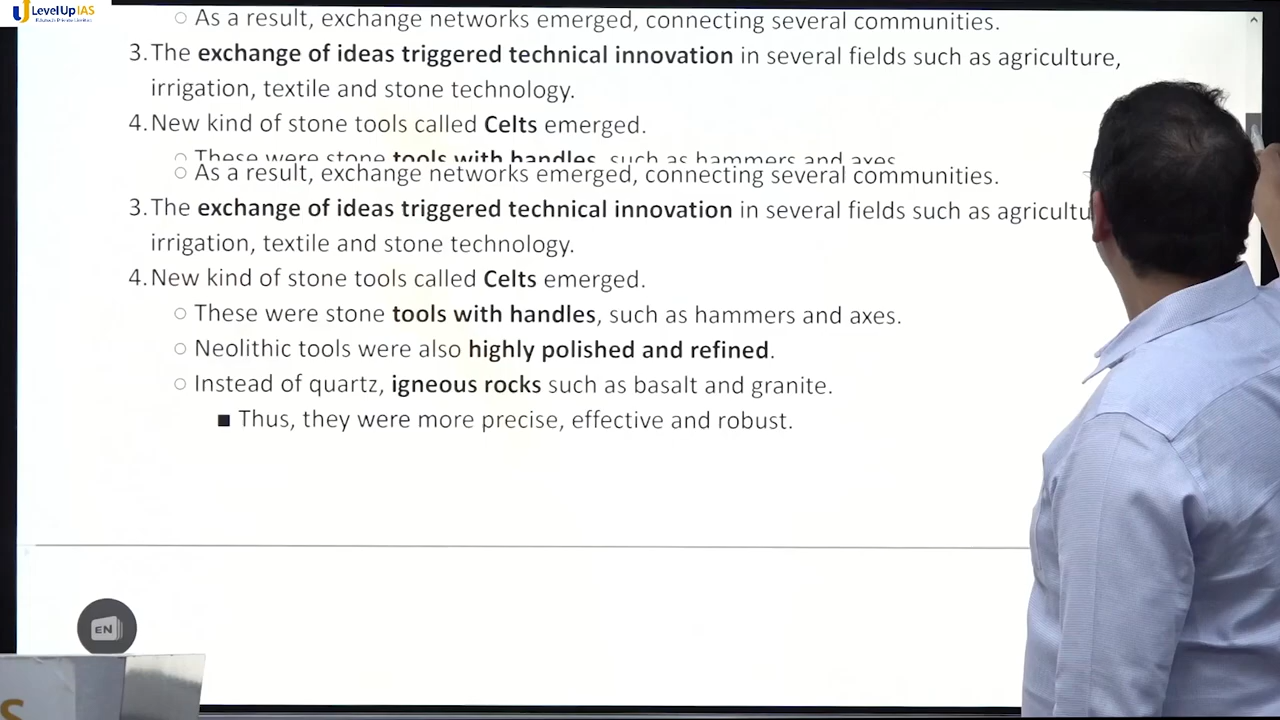 LevelUp IAS
As a result, exchange networks emerged, connecting several communities.
3. The exchange of ideas triggered technical innovation in several fields such as agriculture,
irrigation, textile and stone technology.
4. New kind of stone tools called Celts emerged.
These were stone tools with handles, such as hammers and axes
As a result, exchange networks emerged, connecting several communities.
3. The exchange of ideas triggered technical innovation in several fields such as agricultu
irrigation, textile and stone technology.
4. New kind of stone tools called Celts emerged.
These were stone tools with handles, such as hammers and axes.
Neolithic tools were also highly polished and refined.
Instead of quartz, igneous rocks such as basalt and granite.
Thus, they were more precise, effective and robust.
EN
S